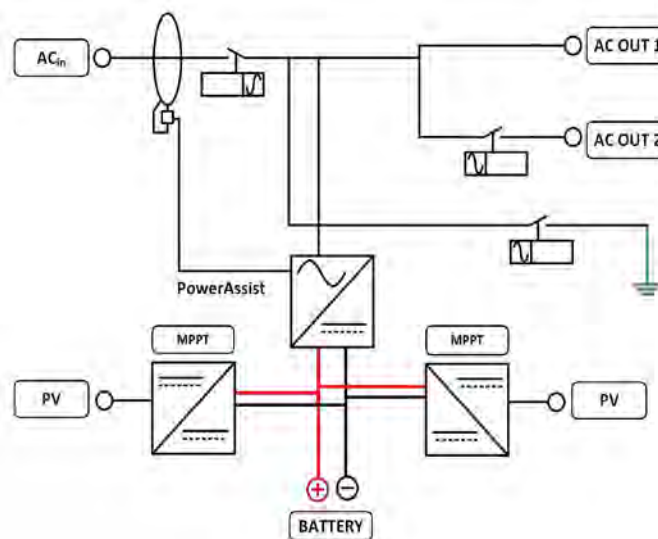 ACin
AC OUT 1
AC OUT 2
PowerAssist
MPPT
MPPT
PV
PV
+
−
BATTERY